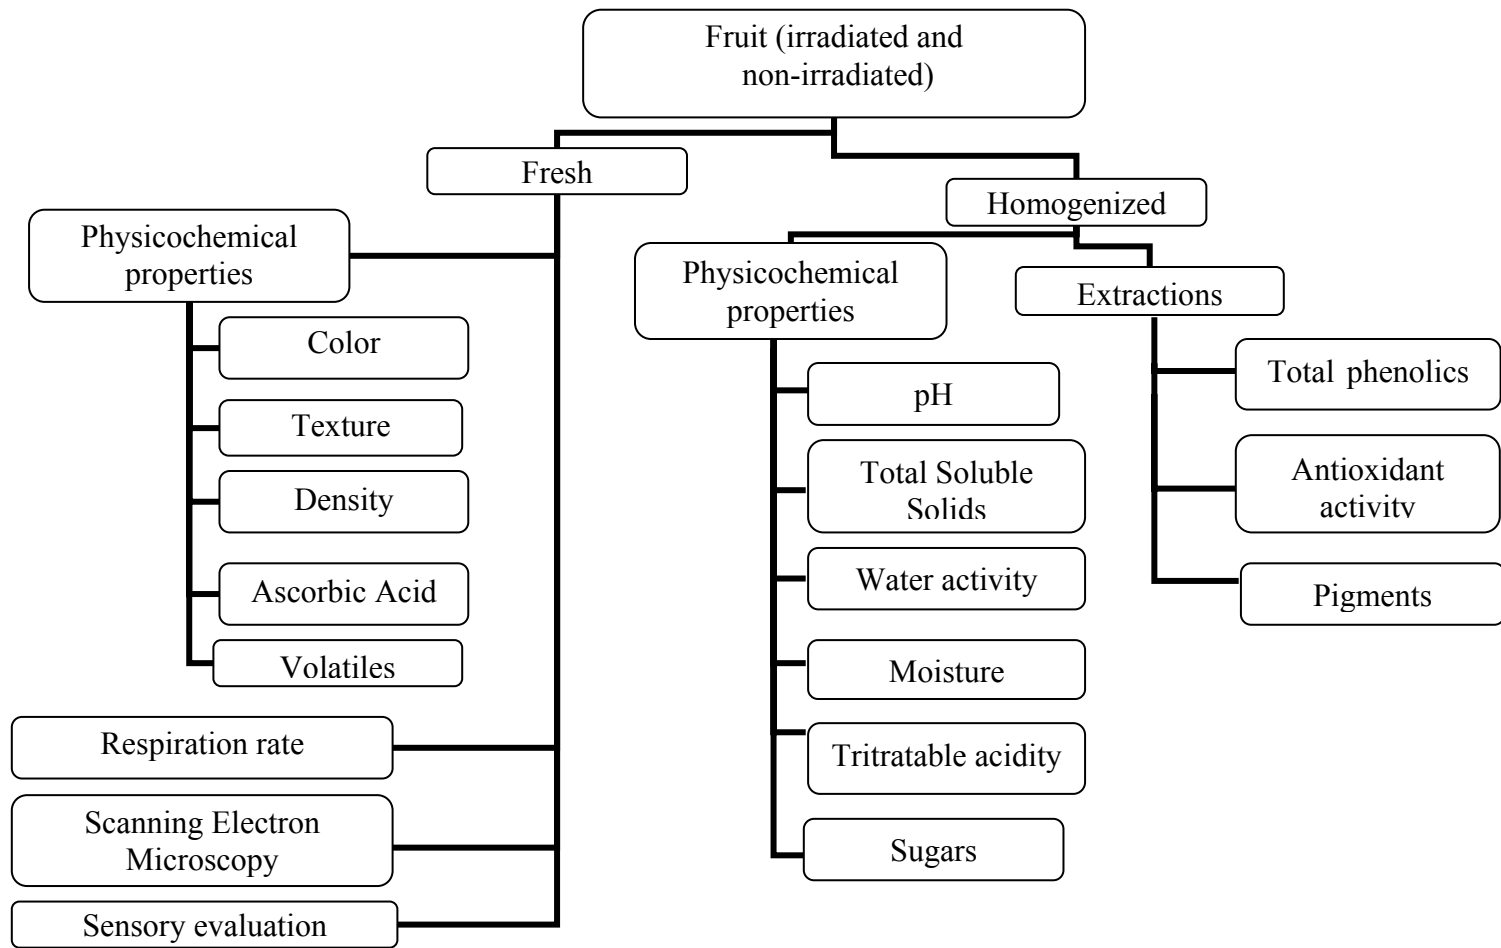 Fruit (irradiated and
non-irradiated)
Fresh
Homogenized
Physicochemical
properties
Color
Texture
Density
Ascorbic Acid
Volatiles
Respiration rate
Scanning Electron
Microscopy
Sensory evaluation
Physicochemical
properties
pH
Total Soluble
Solids
Water activity
Moisture
Tritratable acidity
Sugars
Extractions
Total phenolics
Antioxidant
activity
Pigments